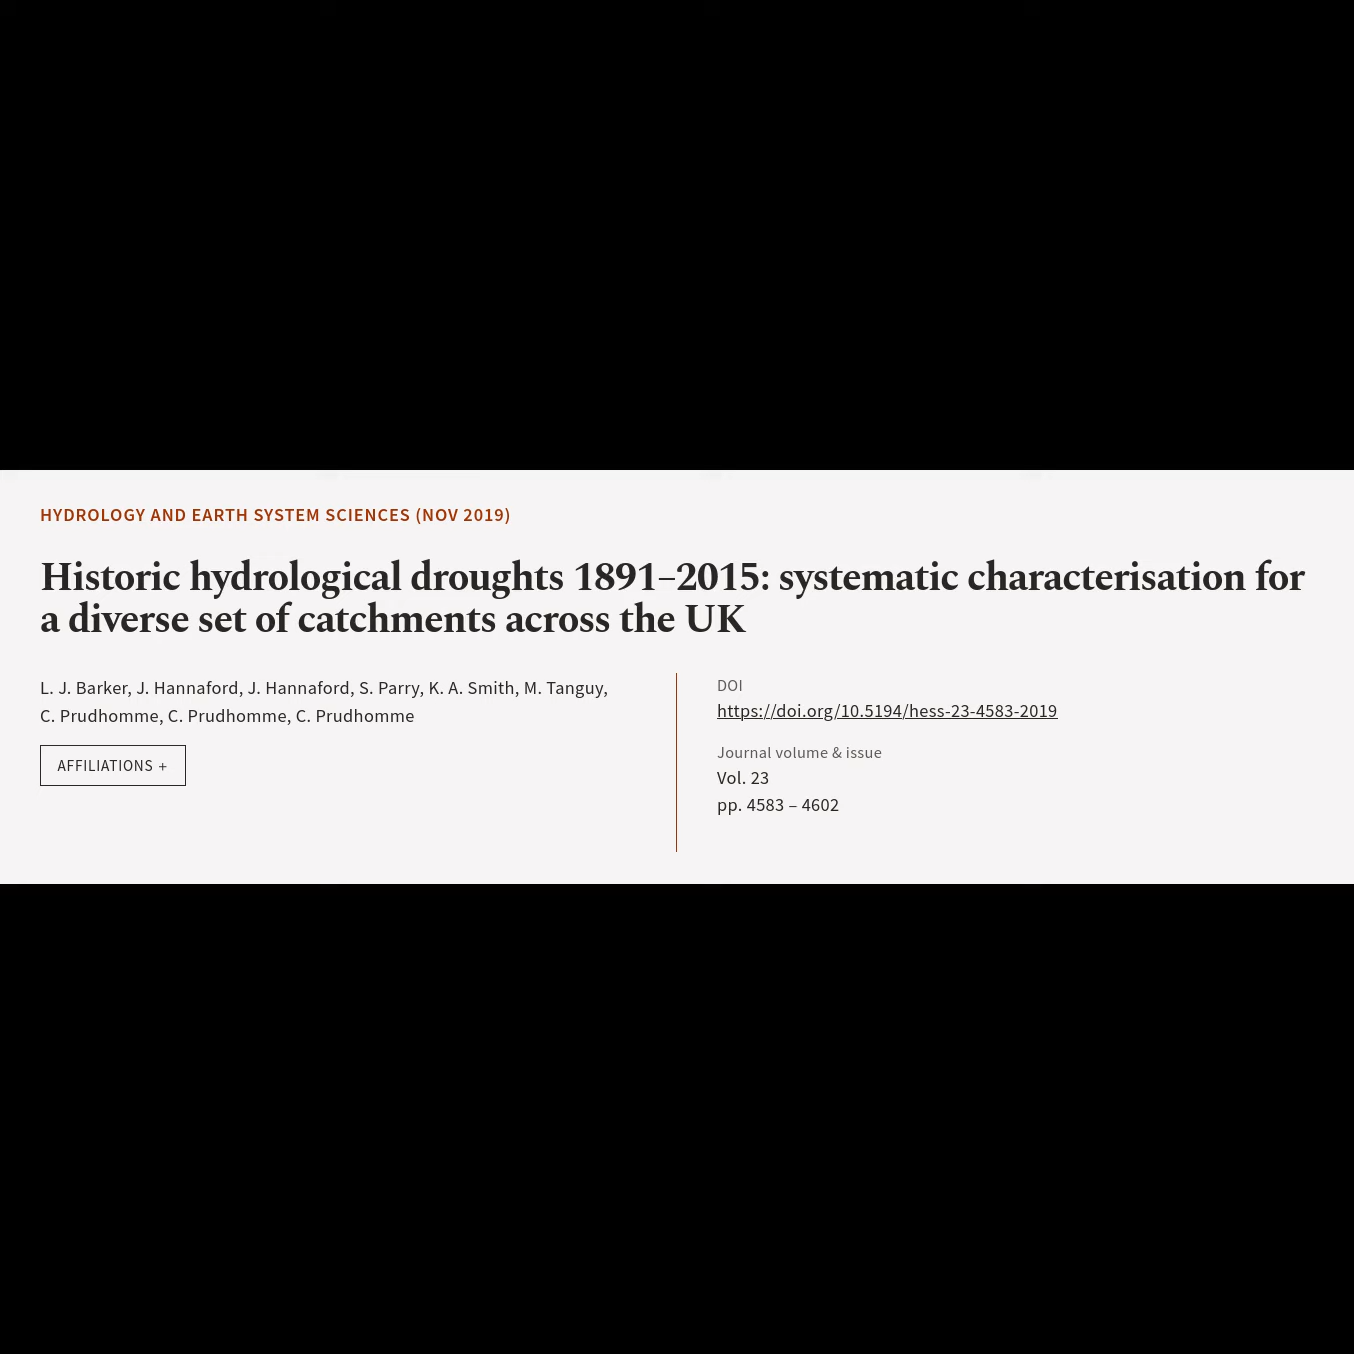 HYDROLOGY AND EARTH SYSTEM SCIENCES (NOV 2019)
Historic hydrological droughts 1891–2015: systematic characterisation for
a diverse set of catchments across the UK
L. J. Barker, J. Hannaford, J. Hannaford, S. Parry, K. A. Smith, M. Tanguy,
C. Prudhomme, C. Prudhomme, C. Prudhomme
AFFILIATIONS +
DOI
https://doi.org/10.5194/hess-23-4583-2019
Journal volume & issue
Vol. 23
pp. 4583 – 4602